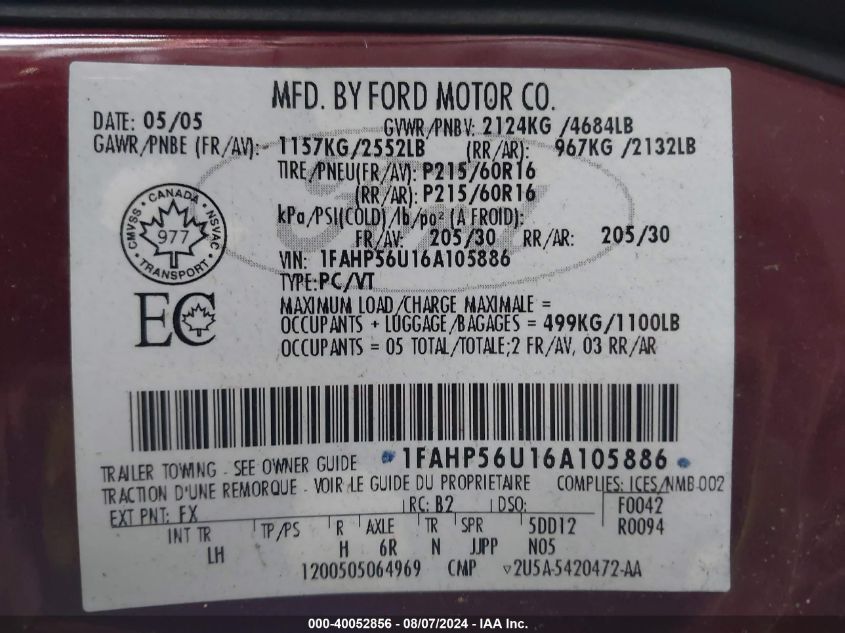 MFD. BY FORD MOTOR CO.
DATE: 05/05 GVWR/PNBV: 2124KG /4684LB
GAWR/PNBE (FR/AV): 1157KG/2552LB (RR/AR): 967KG /2132LB
TIRE/PNEU(FR/AV): P215/60R16
(RR/AR): P215/60R16
kPa/PSI(COLD)/lb/po² (A FROID):
FR/AV: 205/30 RR/AR: 205/30
VIN: 1FAHP56U16A105886
TYPE:PC/VT
CMVSS • CANADA • NSVAC
977
• TRANSPORT •
EC
MAXIMUM LOAD/CHARGE MAXIMALE =
OCCUPANTS + LUGGAGE/BAGAGES = 499KG/1100LB
OCCUPANTS = 05 TOTAL/TOTALE;2 FR/AV, 03 RR/AR
1FAHP56U16A105886
TRAILER TOWING - SEE OWNER GUIDE
TRACTION D'UNE REMORQUE - VOIR LE GUIDE DU PROPRIETAIRE COMPLIES: ICES/NMB-002
EXT PNT: FX RC: B2 DSO: F0042
INT TR TP/PS R AXLE TR SPR 5DD12 R0094
LH H 6R N JJPP N05
1200505064969 CMP ▽2U5A-5420472-AA
000-40052856 - 08/07/2024 - IAA Inc.